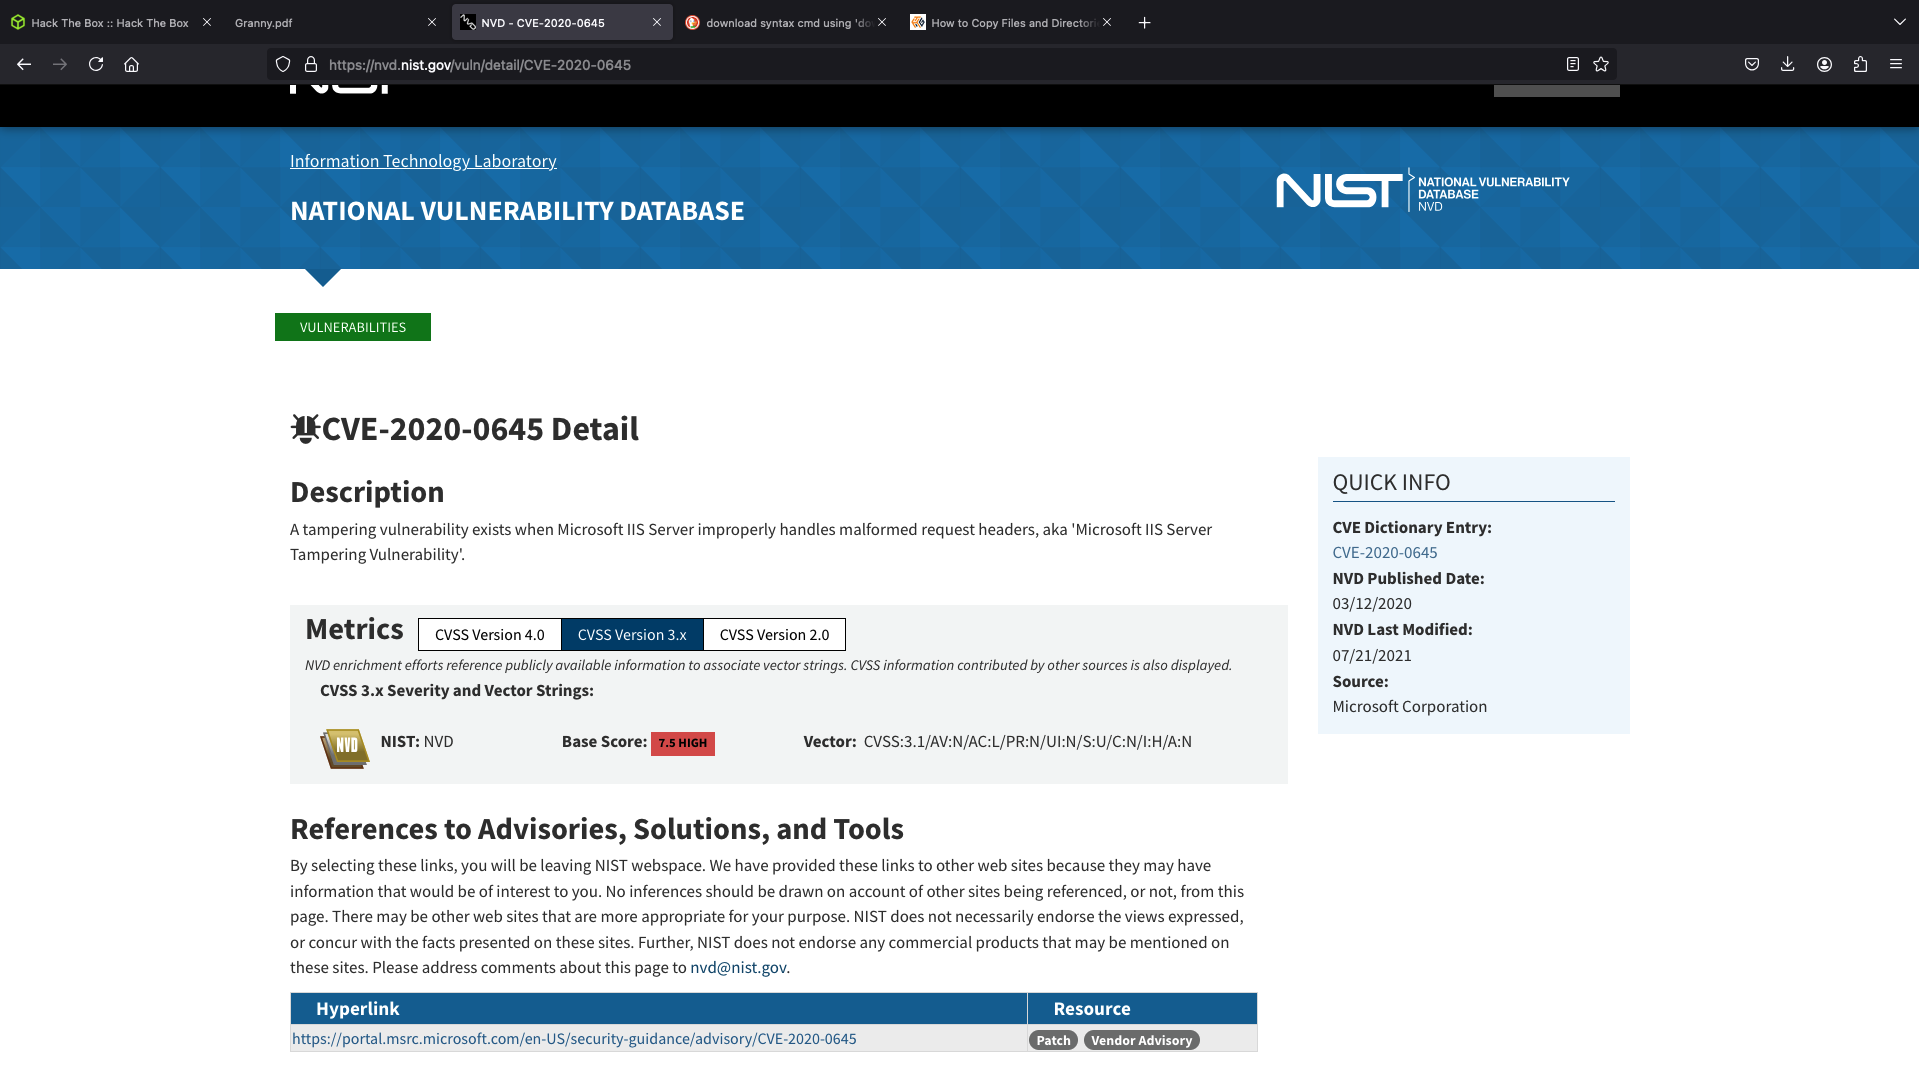 Hack The Box :: Hack The Box
Granny.pdf
NVD - CVE-2020-0645
download syntax cmd using 'do
How to Copy Files and Directori
https://nvd.nist.gov/vuln/detail/CVE-2020-0645
Information Technology Laboratory
NATIONAL VULNERABILITY DATABASE
NIST
NATIONAL VULNERABILITY
DATABASE
NVD
VULNERABILITIES
CVE-2020-0645 Detail
Description
A tampering vulnerability exists when Microsoft IIS Server improperly handles malformed request headers, aka 'Microsoft IIS Server
Tampering Vulnerability'.
Metrics
CVSS Version 4.0
CVSS Version 3.x
CVSS Version 2.0
NVD enrichment efforts reference publicly available information to associate vector strings. CVSS information contributed by other sources is also displayed.
CVSS 3.x Severity and Vector Strings:
NVD
NIST: NVD
Base Score: 7.5 HIGH
Vector: CVSS:3.1/AV:N/AC:L/PR:N/UI:N/S:U/C:N/I:H/A:N
References to Advisories, Solutions, and Tools
By selecting these links, you will be leaving NIST webspace. We have provided these links to other web sites because they may have
information that would be of interest to you. No inferences should be drawn on account of other sites being referenced, or not, from this
page. There may be other web sites that are more appropriate for your purpose. NIST does not necessarily endorse the views expressed,
or concur with the facts presented on these sites. Further, NIST does not endorse any commercial products that may be mentioned on
these sites. Please address comments about this page to nvd@nist.gov.
Hyperlink
Resource
https://portal.msrc.microsoft.com/en-US/security-guidance/advisory/CVE-2020-0645
Patch
Vendor Advisory
QUICK INFO
CVE Dictionary Entry:
CVE-2020-0645
NVD Published Date:
03/12/2020
NVD Last Modified:
07/21/2021
Source:
Microsoft Corporation